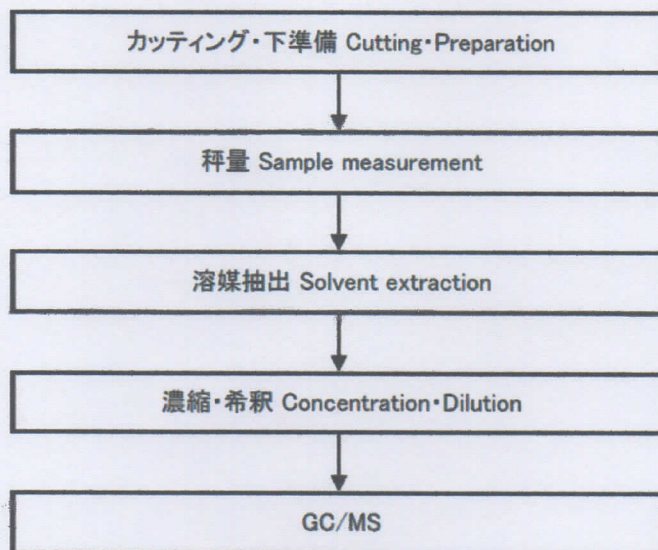 カッティング・下準備 Cutting・Preparation
秤量 Sample measurement
溶媒抽出 Solvent extraction
濃縮・希釈 Concentration・Dilution
GC/MS